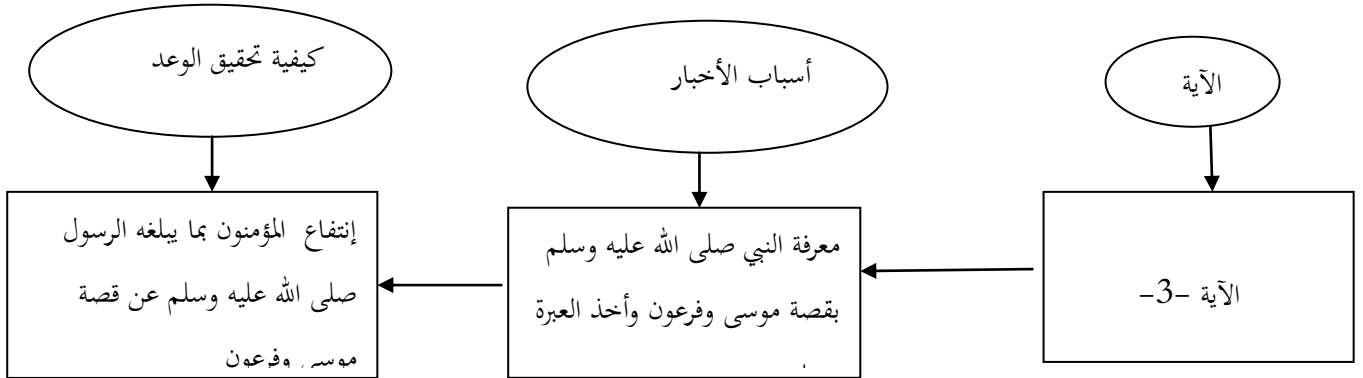 الآية
أسباب الأخبار
كيفية تحقيق الوعد
الآية -3-
معرفة النبي صلى الله عليه وسلم
بقصة موسى وفرعون وأخذ العبرة
إنتفاع المؤمنون بما يبلغه الرسول
صلى الله عليه وسلم عن قصة
موسى وفرعون